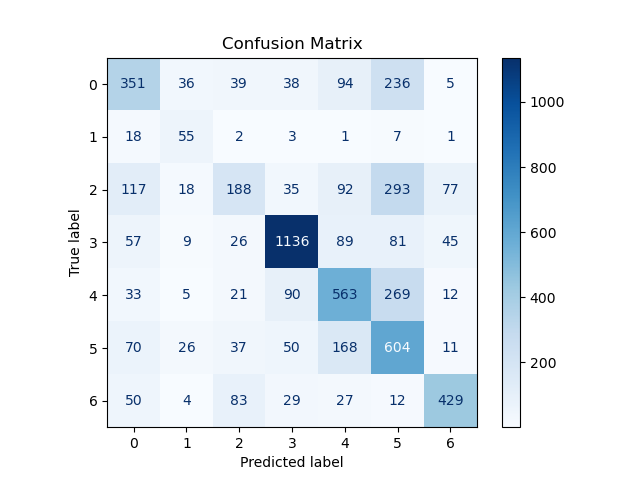 Confusion Matrix
0 351 36 39 38 94 236 5
1 18 55 2 3 1 7 1
2 117 18 188 35 92 293 77
3 57 9 26 1136 89 81 45
4 33 5 21 90 563 269 12
5 70 26 37 50 168 604 11
6 50 4 83 29 27 12 429
0 1 2 3 4 5 6
Predicted label
True label
1000
800
600
400
200